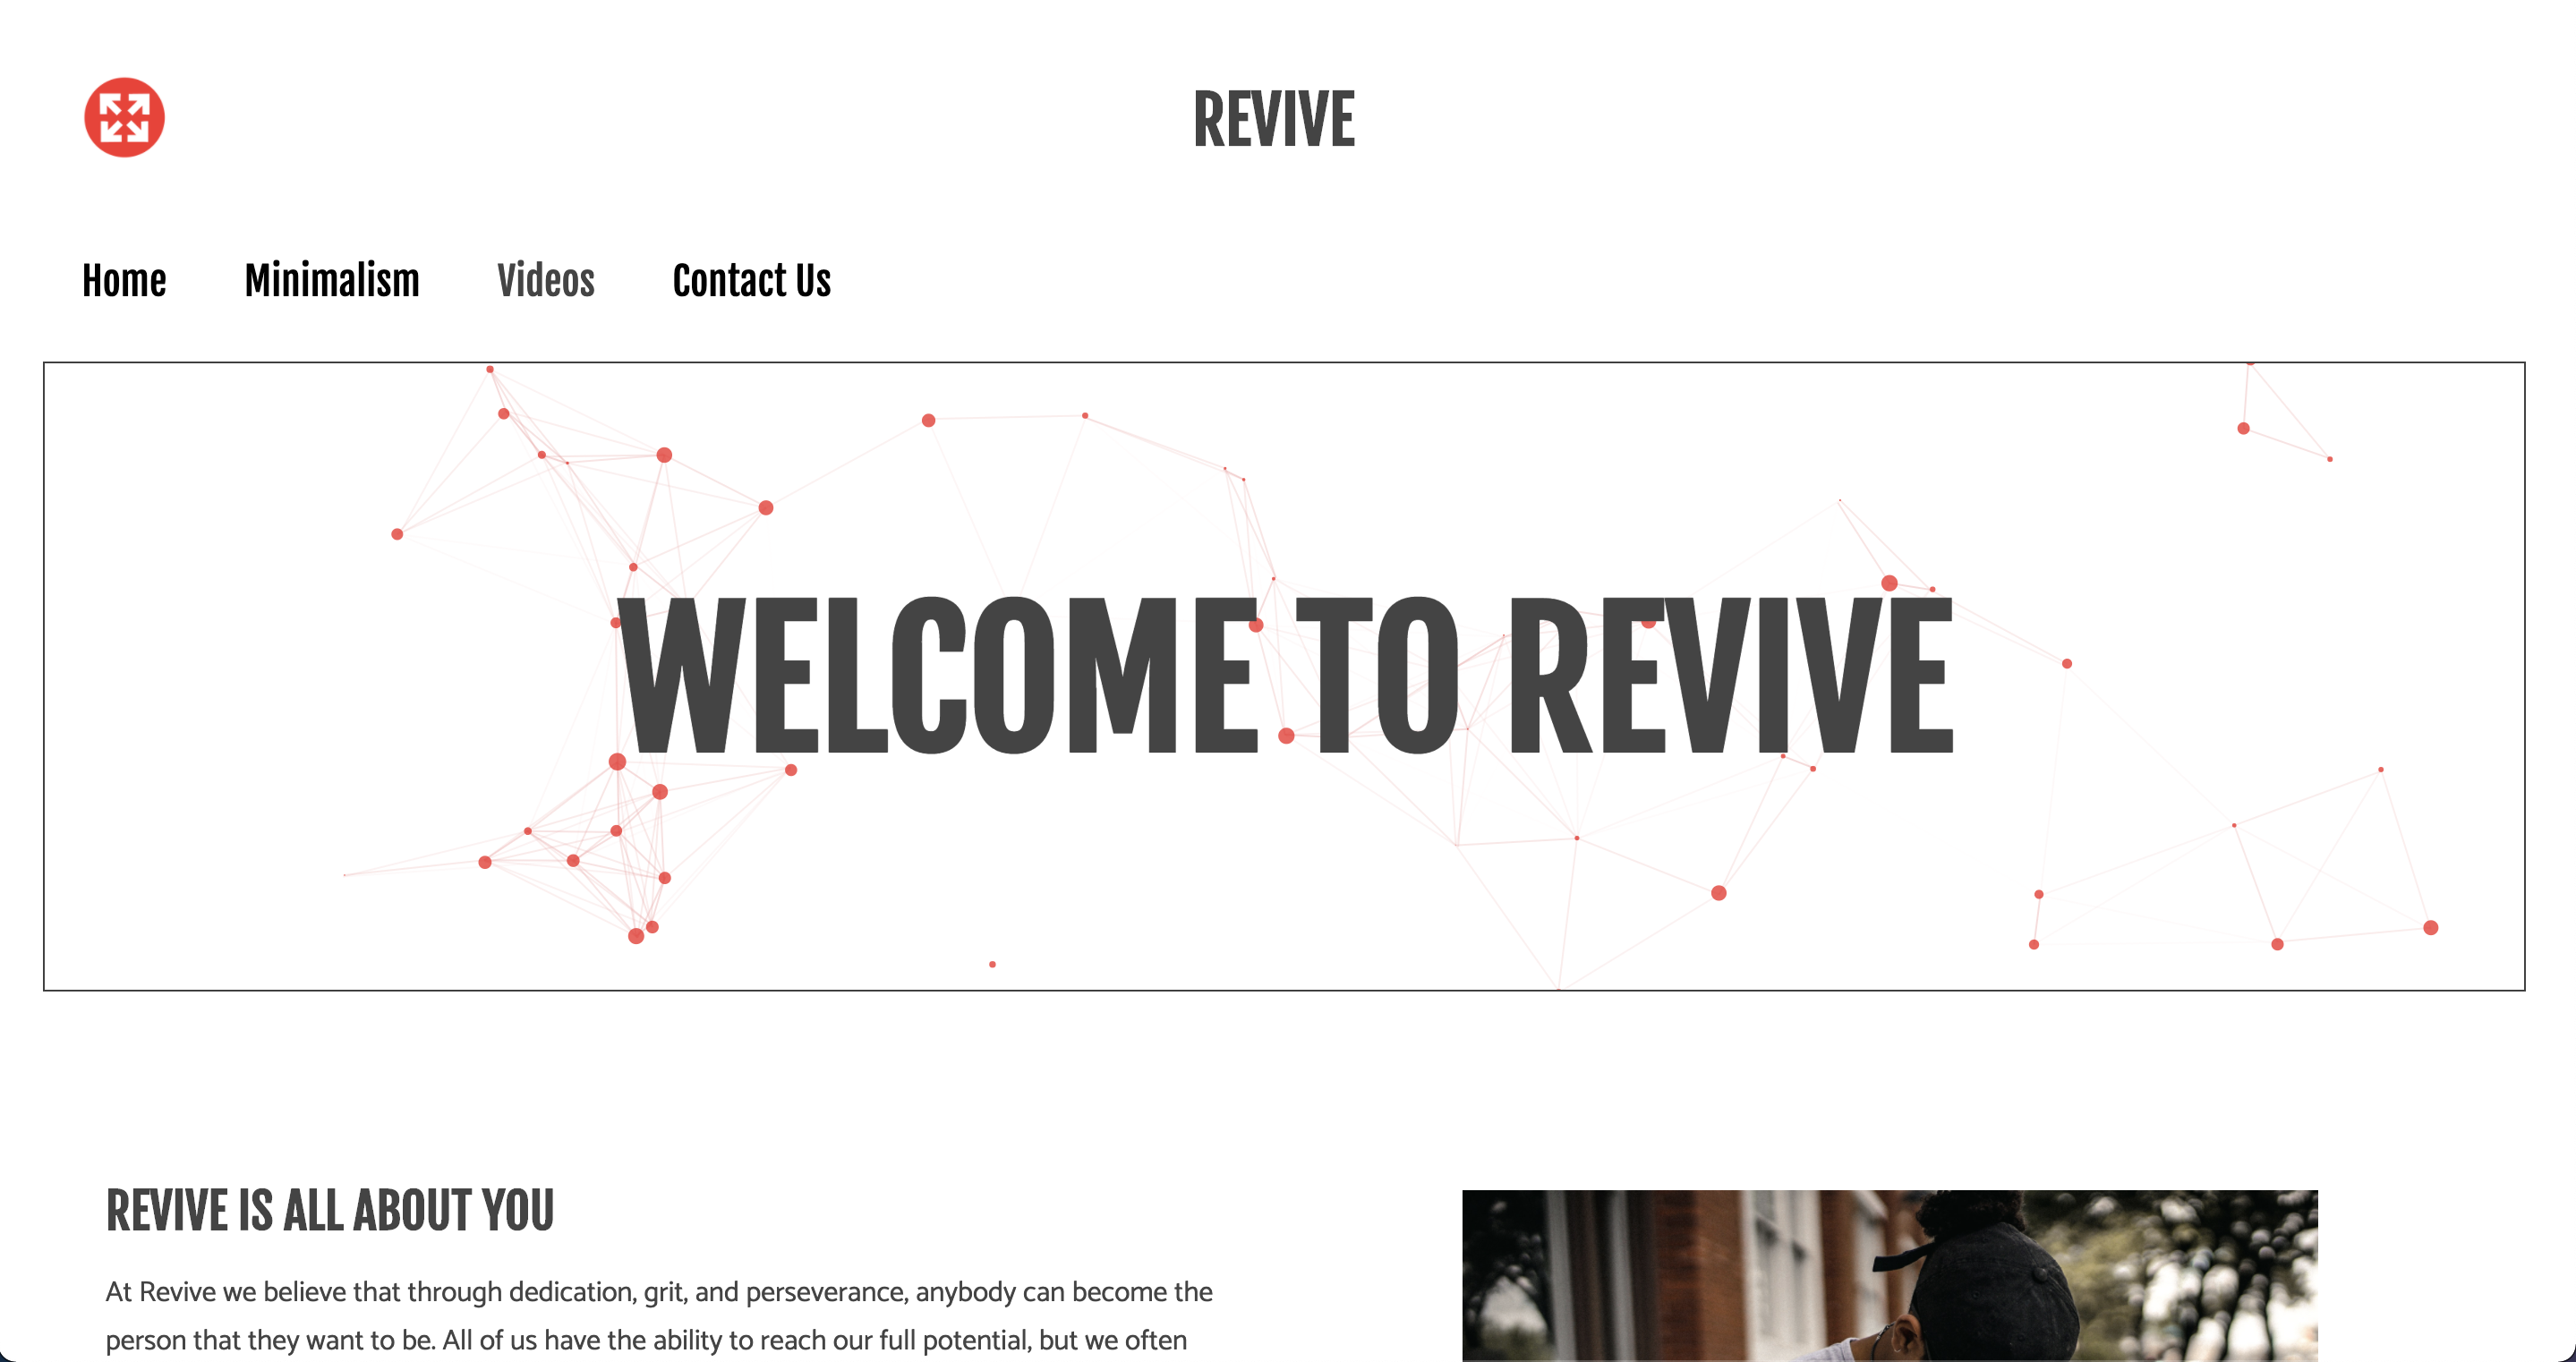 REVIVE
Home Minimalism Videos Contact Us
WELCOME TO REVIVE
REVIVE IS ALL ABOUT YOU
At Revive we believe that through dedication, grit, and perseverance, anybody can become the
person that they want to be. All of us have the ability to reach our full potential, but we often